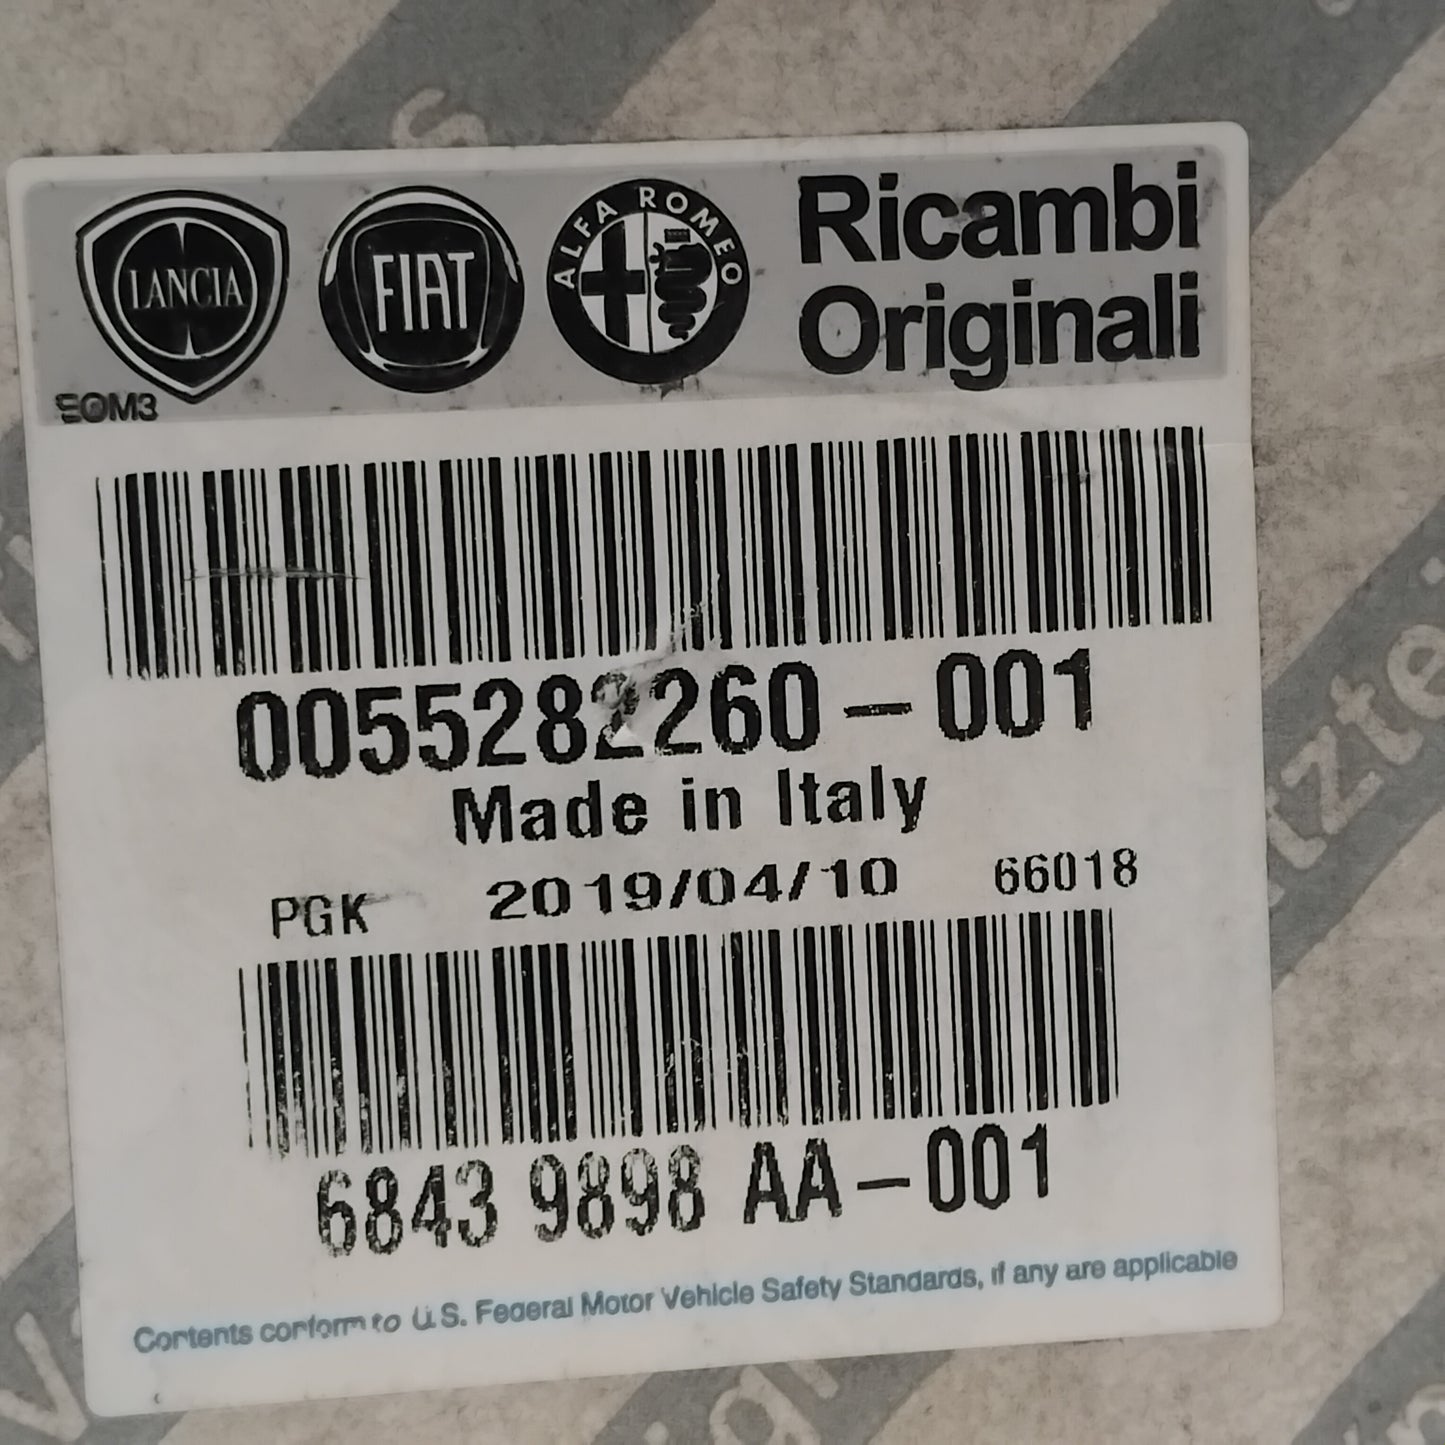 LANCIA
FIAT
ALFA ROMEO
Ricambi
Originali
EOM3
0055282260-001
Made in Italy
PGK 2019/04/10 66018
6843 9898 AA-001
Contents conform to U.S. Federal Motor Vehicle Safety Standards, if any are applicable